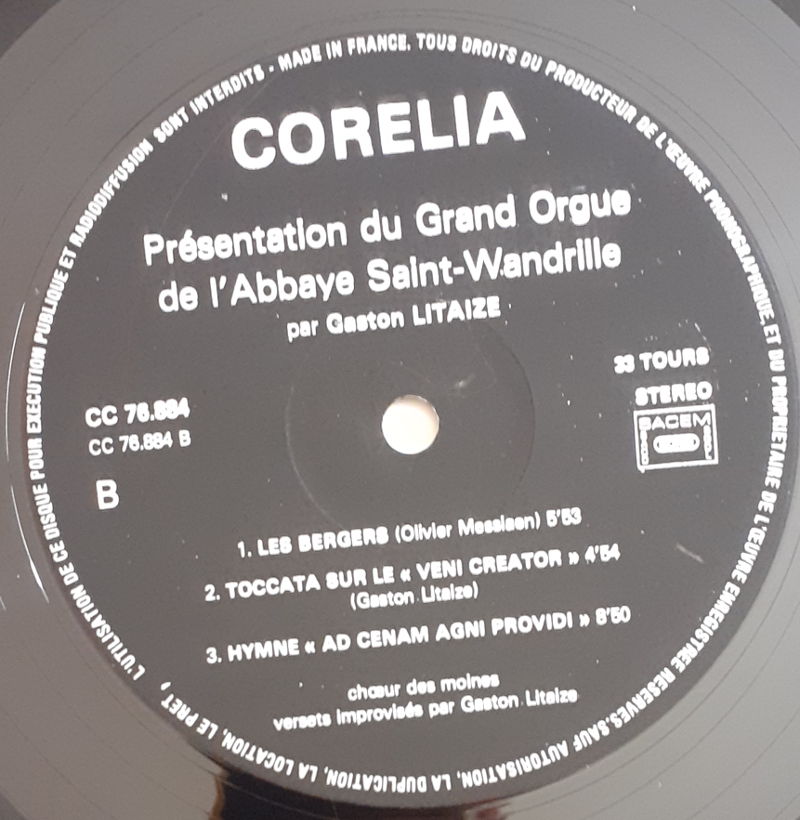 CORELIA
Présentation du Grand Orgue
de l'Abbaye Saint-Wandrille
par Gaston LITAIZE
33 TOURS
STEREO
SACEM
CC 76.884
CC 76.884 B
B
1. LES BERGERS (Olivier Messiaen) 5'53
2. TOCCATA SUR LE « VENI CREATOR » 4'54
(Gaston Litaize)
3. HYMNE « AD CENAM AGNI PROVIDI » 8'50
chœur des moines
versets improvisés par Gaston Litaize
MADE IN FRANCE. TOUS DROITS DU PRODUCTEUR DE L'ŒUVRE PHONOGRAPHIQUE ET DU PROPRIETAIRE DE L'ŒUVRE ENREGISTREE RESERVES. SAUF AUTORISATION, LA DUPLICATION, LA LOCATION, LE PRET, L'UTILISATION DE CE DISQUE POUR EXECUTION PUBLIQUE ET RADIODIFFUSION SONT INTERDITS -